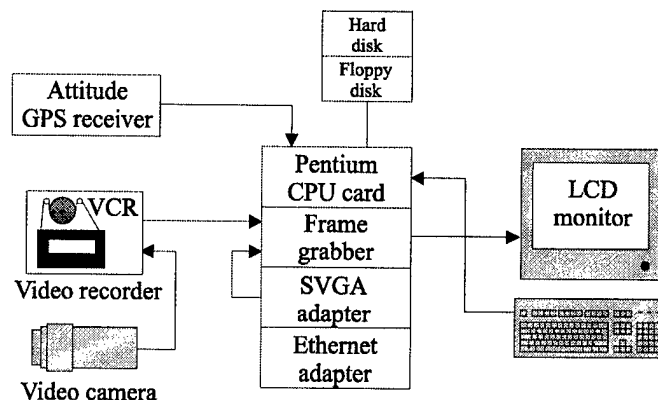 Hard
disk
Floppy
disk
Attitude
GPS receiver
Pentium
CPU card
Frame
grabber
SVGA
adapter
Ethernet
adapter
VCR
Video recorder
Video camera
LCD
monitor